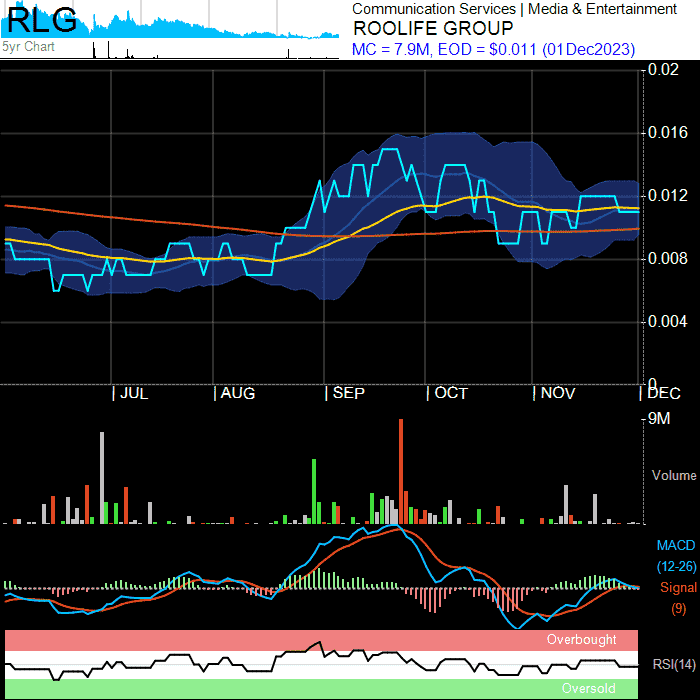 RLG
5yr Chart
Communication Services | Media & Entertainment
ROOLIFE GROUP
MC = 7.9M, EOD = $0.011 (01Dec2023)
0.02
0.016
0.012
0.008
0.004
0
| JUL | AUG | SEP | OCT | NOV | DEC
9M
Volume
MACD
(12-26)
Signal
(9)
Overbought
RSI(14)
Oversold